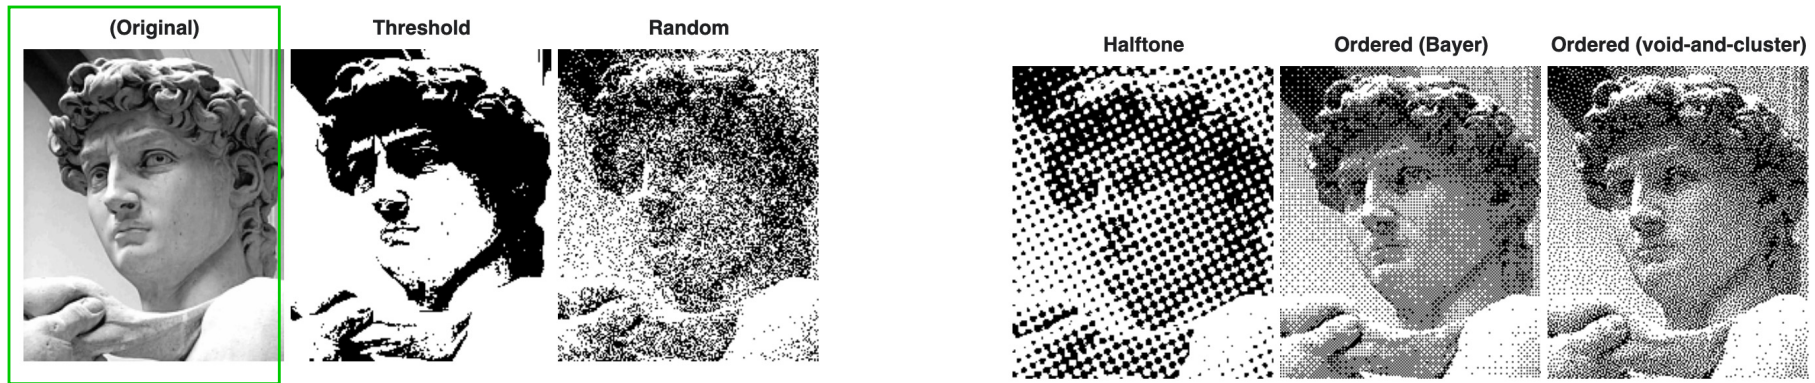 (Original)
Threshold
Random
Halftone
Ordered (Bayer)
Ordered (void-and-cluster)